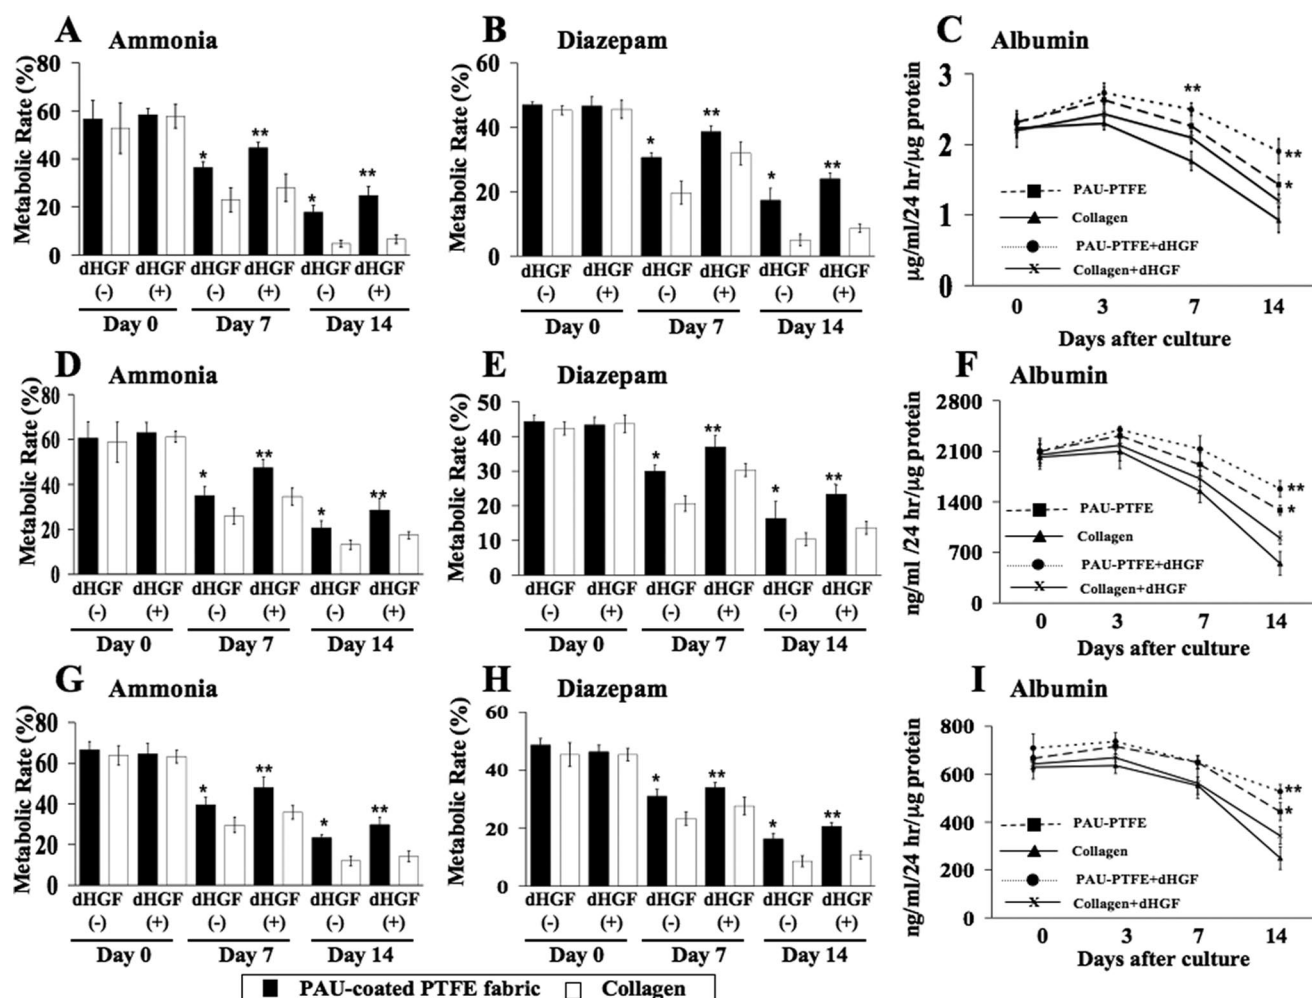 A Ammonia
Metabolic Rate (%)
80
60
40
20
0
dHGF dHGF dHGF dHGF dHGF dHGF
(-) (+) (-) (+) (-) (+)
Day 0 Day 7 Day 14
* ** * **
B Diazepam
Metabolic Rate (%)
60
40
20
0
dHGF dHGF dHGF dHGF dHGF dHGF
(-) (+) (-) (+) (-) (+)
Day 0 Day 7 Day 14
* ** * **
C Albumin
µg/ml/24 hr/µg protein
3
2
1
0
**
**
*
PAU-PTFE
Collagen
PAU-PTFE+dHGF
Collagen+dHGF
0 3 7 14
Days after culture
D Ammonia
Metabolic Rate (%)
80
60
40
20
0
dHGF dHGF dHGF dHGF dHGF dHGF
(-) (+) (-) (+) (-) (+)
Day 0 Day 7 Day 14
* ** * **
E Diazepam
Metabolic Rate (%)
50
40
30
20
10
0
dHGF dHGF dHGF dHGF dHGF dHGF
(-) (+) (-) (+) (-) (+)
Day 0 Day 7 Day 14
* ** * **
F Albumin
ng/ml /24 hr/µg protein
2800
2100
1400
700
0
**
*
PAU-PTFE
Collagen
PAU-PTFE+dHGF
Collagen+dHGF
0 3 7 14
Days after culture
G Ammonia
Metabolic Rate (%)
80
60
40
20
0
dHGF dHGF dHGF dHGF dHGF dHGF
(-) (+) (-) (+) (-) (+)
Day 0 Day 7 Day 14
* ** * **
H Diazepam
Metabolic Rate (%)
60
40
20
0
dHGF dHGF dHGF dHGF dHGF dHGF
(-) (+) (-) (+) (-) (+)
Day 0 Day 7 Day 14
* ** * **
I Albumin
ng/ml/24 hr/µg protein
800
600
400
200
0
**
*
PAU-PTFE
Collagen
PAU-PTFE+dHGF
Collagen+dHGF
0 3 7 14
Days after culture
PAU-coated PTFE fabric Collagen